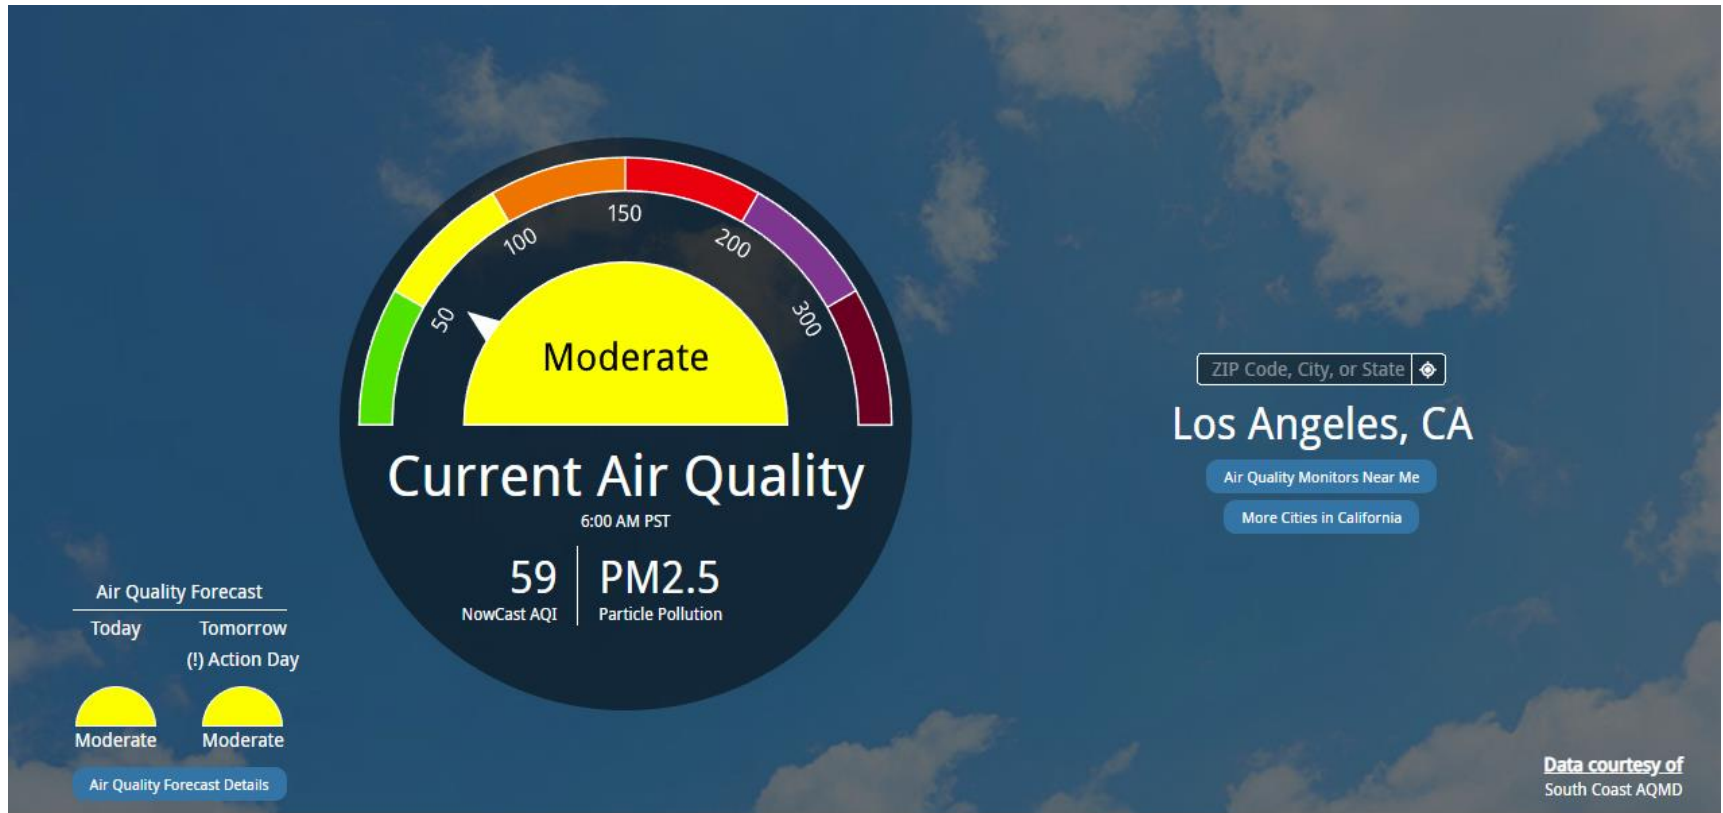 50
100
150
200
300
Moderate
Current Air Quality
6:00 AM PST
59
NowCast AQI
PM2.5
Particle Pollution
ZIP Code, City, or State
Los Angeles, CA
Air Quality Monitors Near Me
More Cities in California
Air Quality Forecast
Today
Tomorrow
(!) Action Day
Moderate
Moderate
Air Quality Forecast Details
Data courtesy of
South Coast AQMD